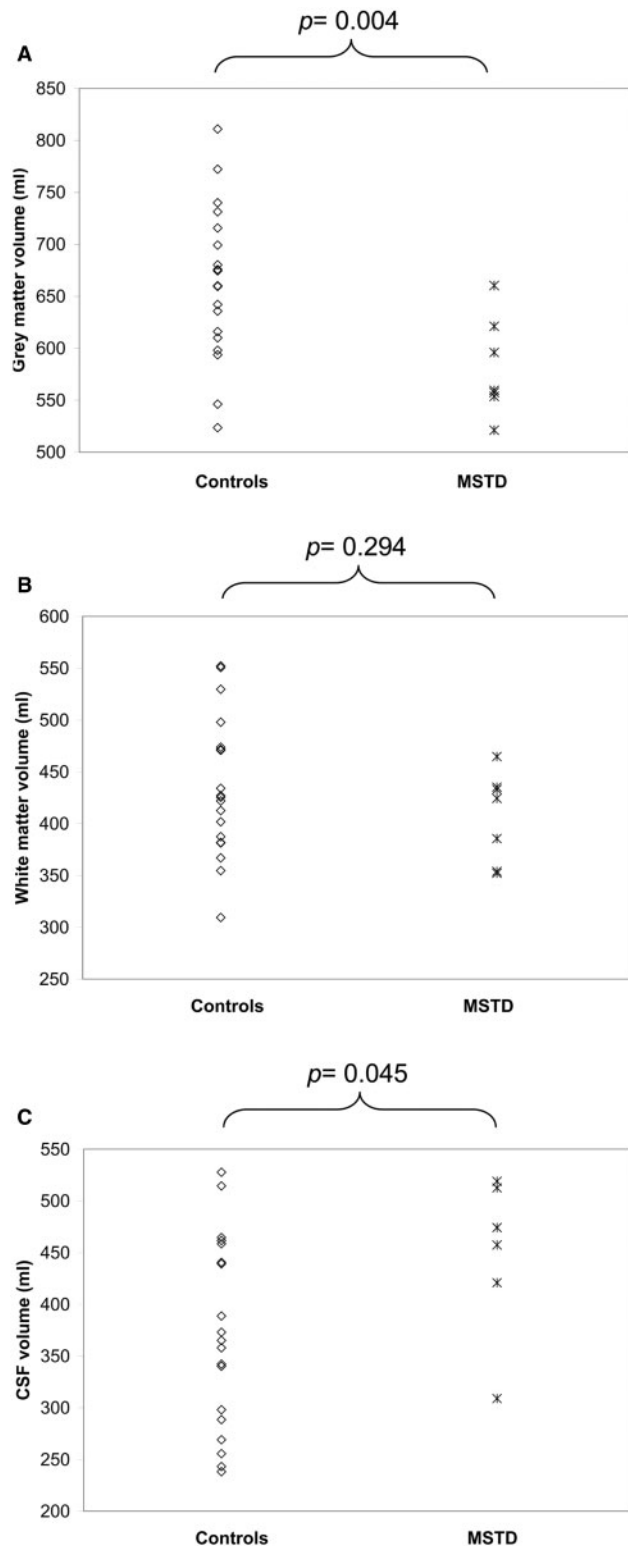 p= 0.004
A
850
800
750
700
650
600
550
500
Grey matter volume (ml)
Controls MSTD
p= 0.294
B
600
550
500
450
400
350
300
250
White matter volume (ml)
Controls MSTD
p= 0.045
C
550
500
450
400
350
300
250
200
CSF volume (ml)
Controls MSTD